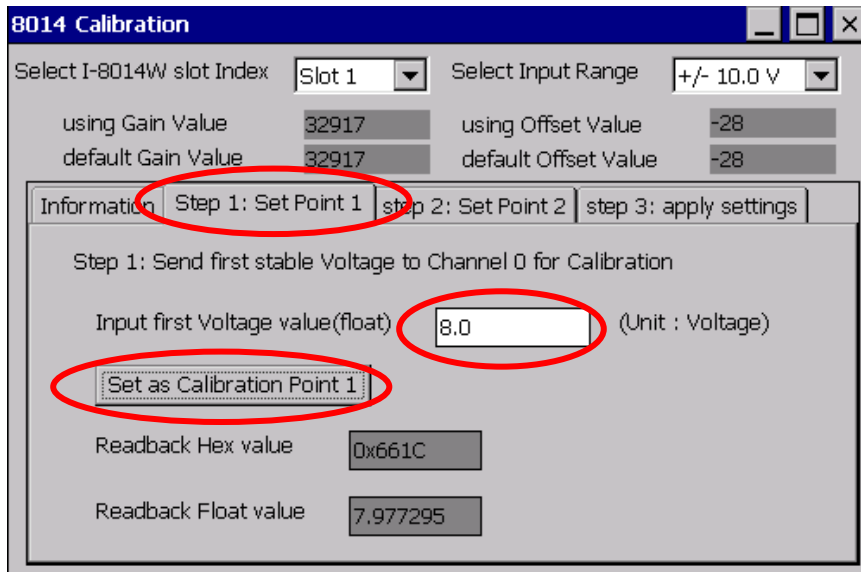 8014 Calibration
Select I-8014W slot Index Slot 1 Select Input Range +/- 10.0 V
using Gain Value 32917 using Offset Value -28
default Gain Value 32917 default Offset Value -28
Information Step 1: Set Point 1 step 2: Set Point 2 step 3: apply settings
Step 1: Send first stable Voltage to Channel 0 for Calibration
Input first Voltage value(float) 8.0 (Unit : Voltage)
Set as Calibration Point 1
Readback Hex value 0x661C
Readback Float value 7.977295